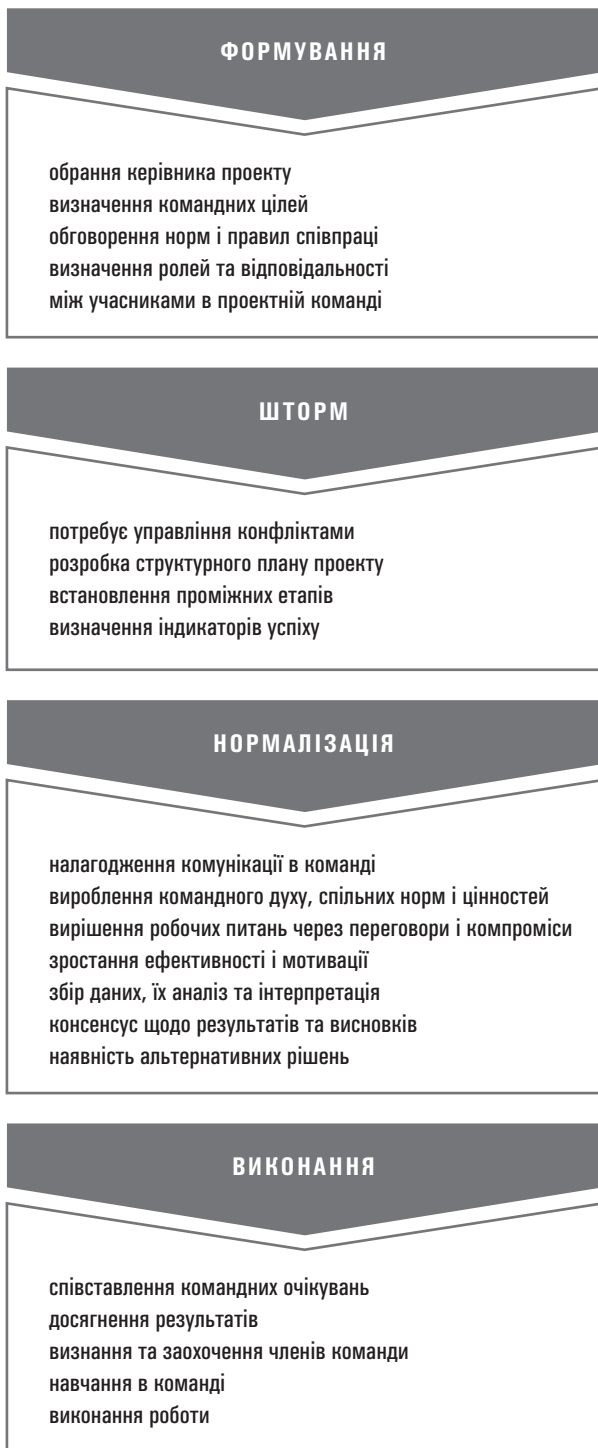 ФОРМУВАННЯ
обрання керівника проекту
визначення командних цілей
обговорення норм і правил співпраці
визначення ролей та відповідальності
між учасниками в проектній команді
ШТОРМ
потребує управління конфліктами
розробка структурного плану проекту
встановлення проміжних етапів
визначення індикаторів успіху
НОРМАЛІЗАЦІЯ
налагодження комунікації в команді
вироблення командного духу, спільних норм і цінностей
вирішення робочих питань через переговори і компроміси
зростання ефективності і мотивації
збір даних, їх аналіз та інтерпретація
консенсус щодо результатів та висновків
наявність альтернативних рішень
ВИКОНАННЯ
співставлення командних очікувань
досягнення результатів
визнання та заохочення членів команди
навчання в команді
виконання роботи